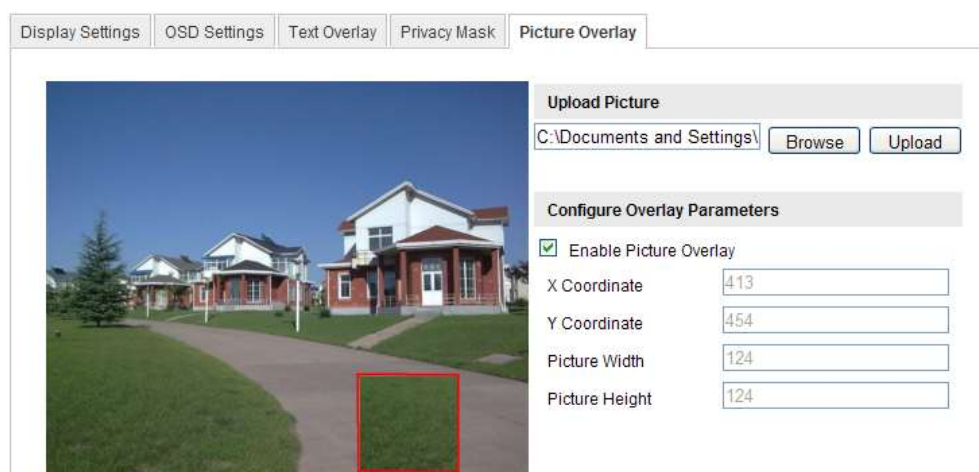 Display Settings OSD Settings Text Overlay Privacy Mask Picture Overlay
Upload Picture
C:\Documents and Settings\ Browse Upload
Configure Overlay Parameters
Enable Picture Overlay
X Coordinate 413
Y Coordinate 454
Picture Width 124
Picture Height 124